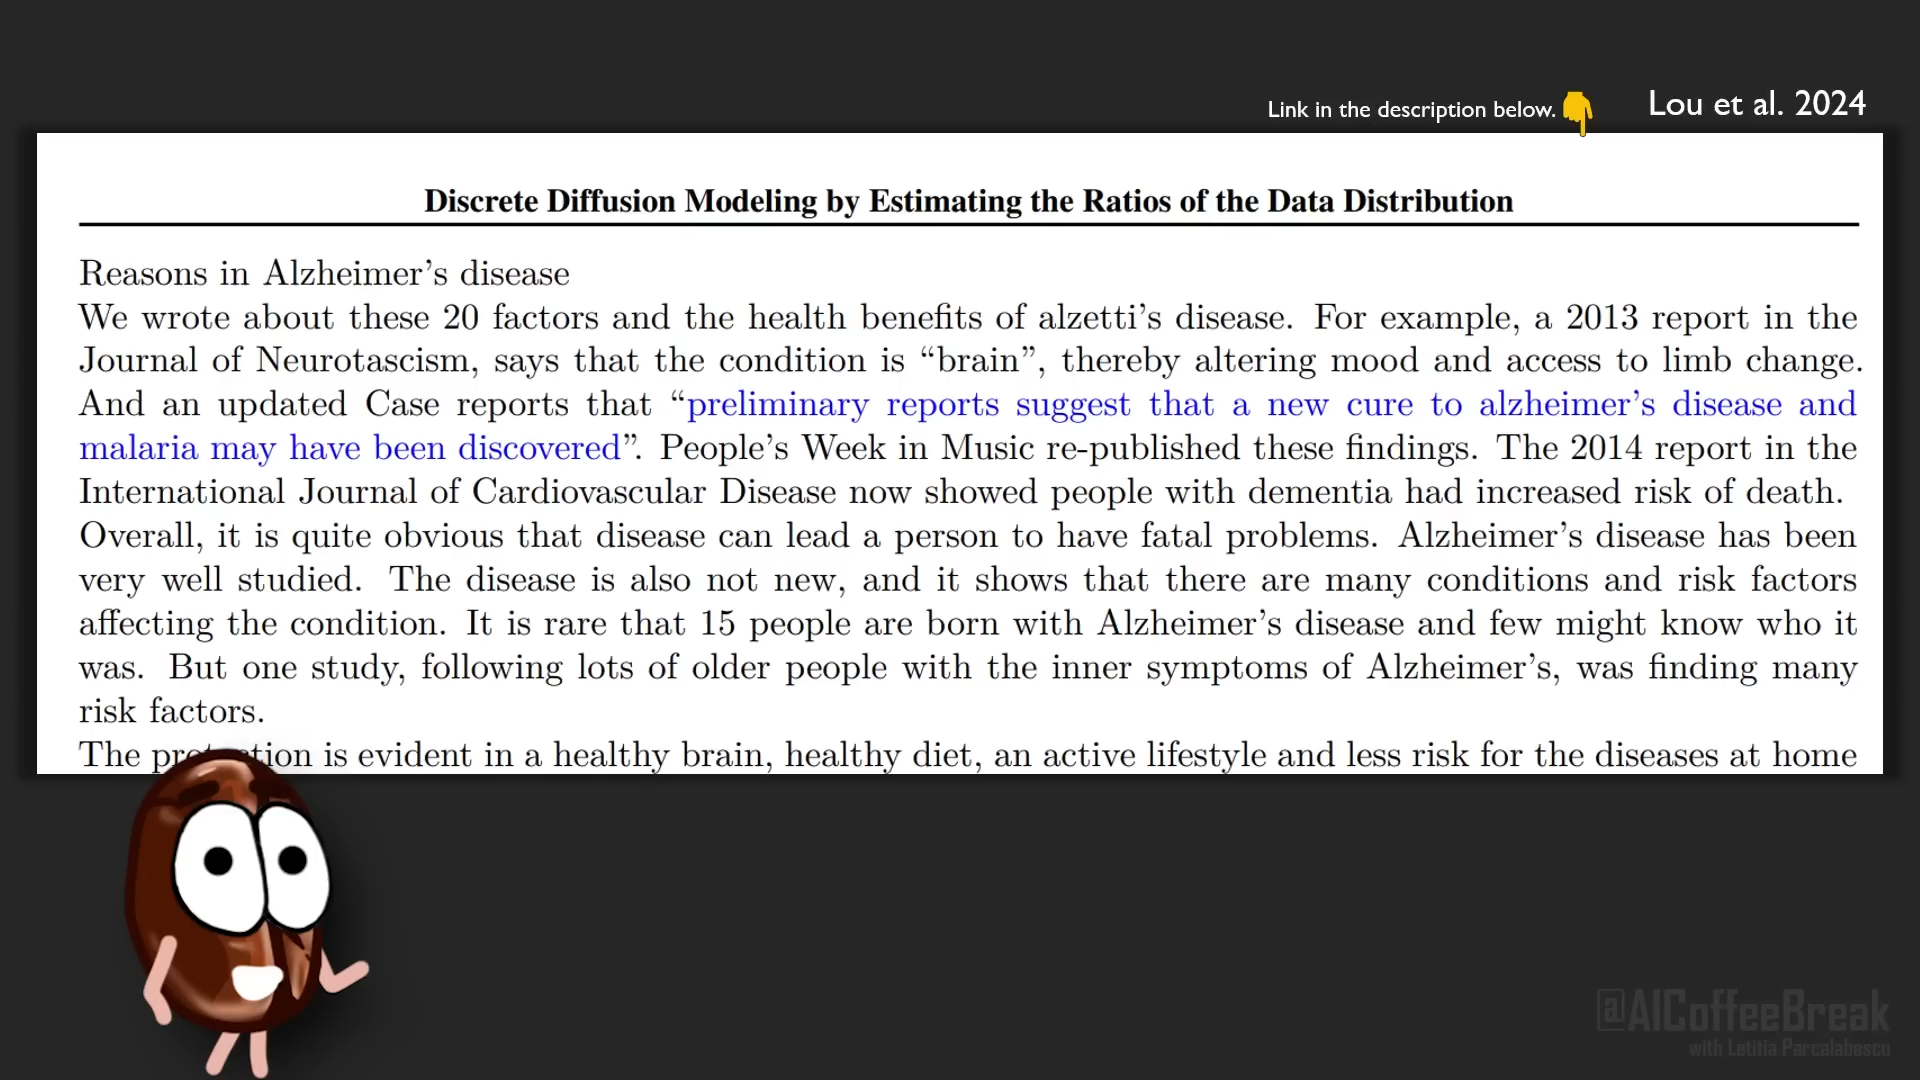 Link in the description below.
Lou et al. 2024
Discrete Diffusion Modeling by Estimating the Ratios of the Data Distribution
Reasons in Alzheimer's disease
We wrote about these 20 factors and the health benefits of alzetti's disease. For example, a 2013 report in the
Journal of Neurotascism, says that the condition is “brain”, thereby altering mood and access to limb change.
And an updated Case reports that “preliminary reports suggest that a new cure to alzheimer's disease and
malaria may have been discovered”. People's Week in Music re-published these findings. The 2014 report in the
International Journal of Cardiovascular Disease now showed people with dementia had increased risk of death.
Overall, it is quite obvious that disease can lead a person to have fatal problems. Alzheimer's disease has been
very well studied. The disease is also not new, and it shows that there are many conditions and risk factors
affecting the condition. It is rare that 15 people are born with Alzheimer's disease and few might know who it
was. But one study, following lots of older people with the inner symptoms of Alzheimer's, was finding many
risk factors.
The is evident in a healthy brain, healthy diet, an active lifestyle and less risk for the diseases at home
@AICoffeeBreak
with Letitia Parcalabescu